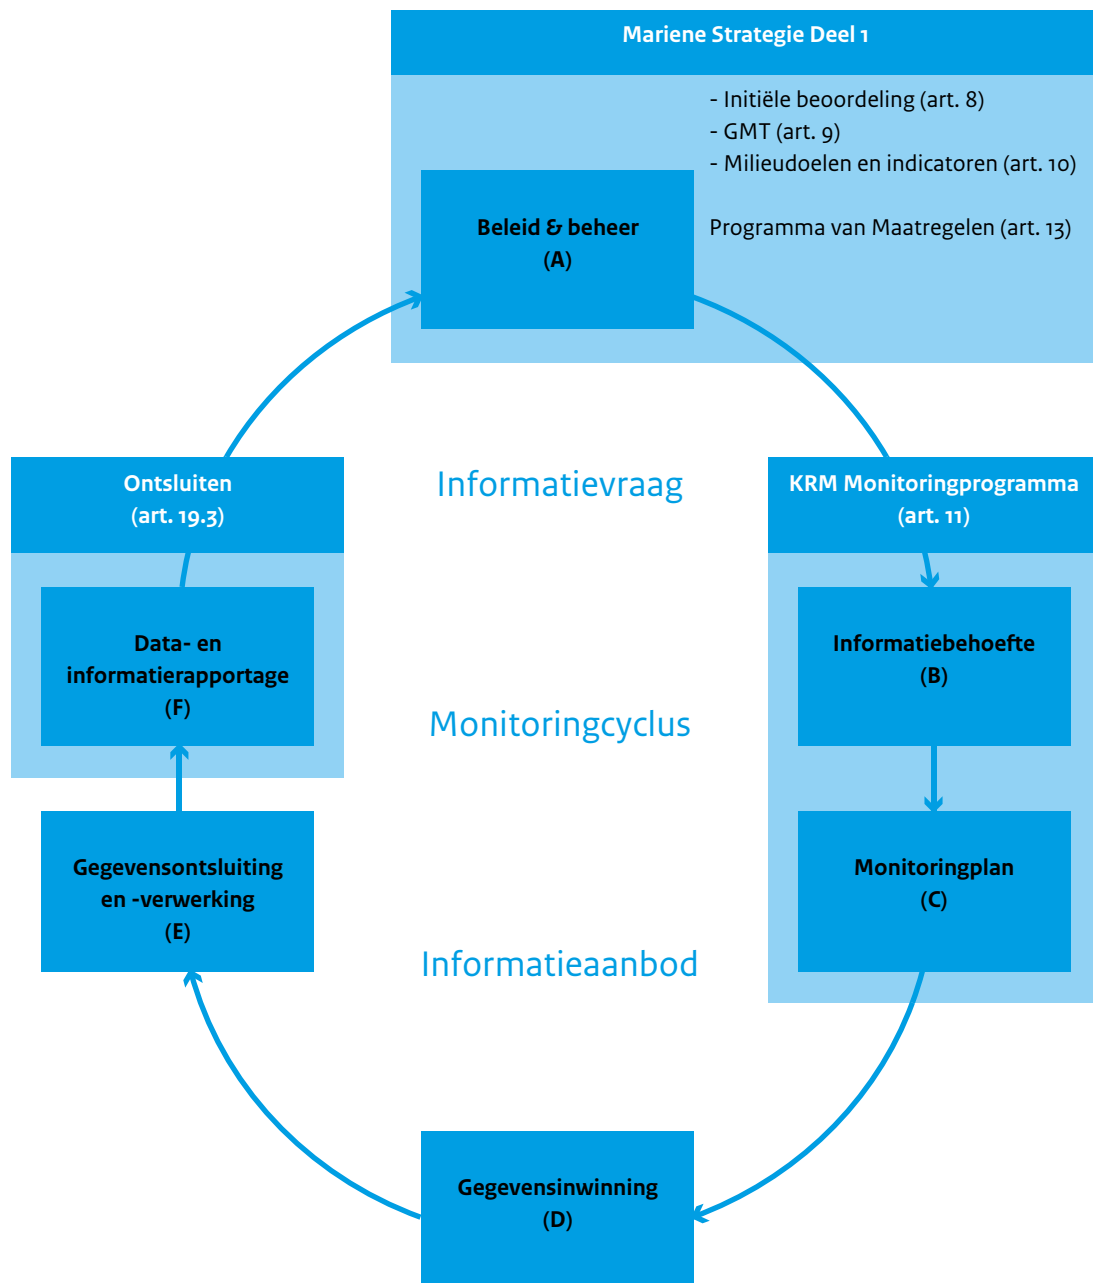 Mariene Strategie Deel 1
- Initiële beoordeling (art. 8)
- GMT (art. 9)
- Milieudoelen en indicatoren (art. 10)
Programma van Maatregelen (art. 13)
Beleid & beheer
(A)
Informatievraag
KRM Monitoringprogramma
(art. 11)
Informatiebehoefte
(B)
Monitoringplan
(C)
Monitoringcyclus
Informatieaanbod
Gegevensinwinning
(D)
Gegevensontsluiting
en -verwerking
(E)
Ontsluiten
(art. 19.3)
Data- en
informatierapportage
(F)